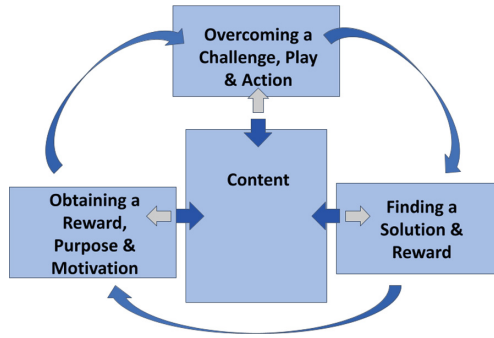 Overcoming a
Challenge, Play
& Action
Content
Obtaining a
Reward,
Purpose &
Motivation
Finding a
Solution &
Reward